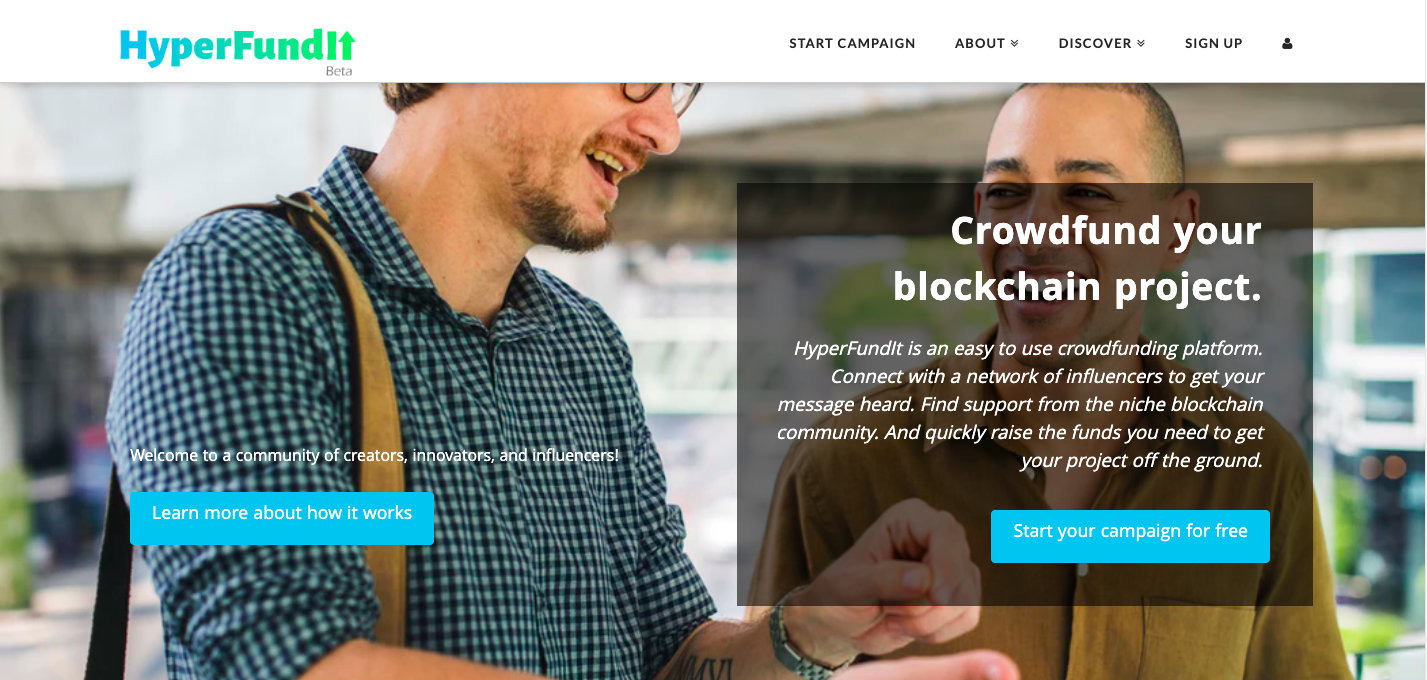 HyperFundIt
Beta
START CAMPAIGN
ABOUT
DISCOVER
SIGN UP
Crowdfund your
blockchain project.
HyperFundIt is an easy to use crowdfunding platform.
Connect with a network of influencers to get your
message heard. Find support from the niche blockchain
community. And quickly raise the funds you need to get
your project off the ground.
Start your campaign for free
Welcome to a community of creators, innovators, and influencers!
Learn more about how it works